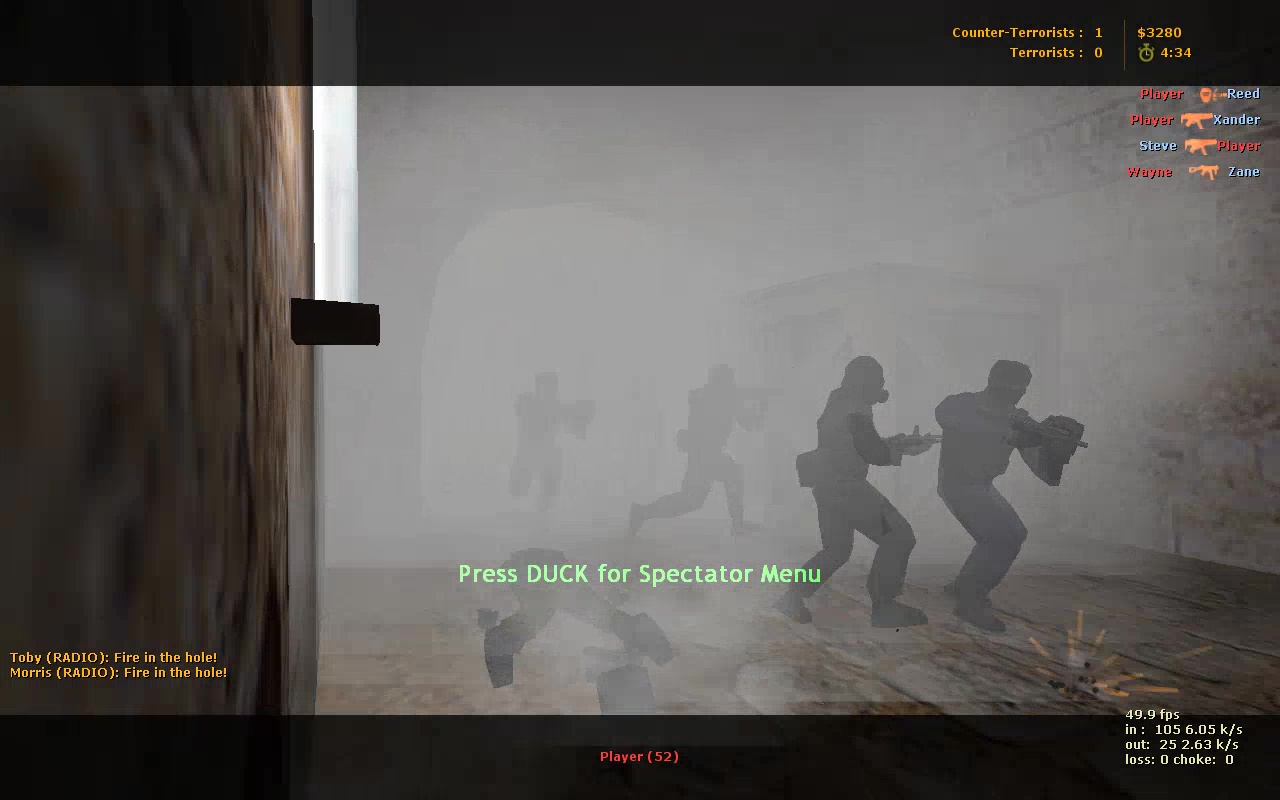 Counter-Terrorists :   1
Terrorists :   0
$3280
4:34
Player Reed
Player Xander
Steve Player
Wayne Zane
Press DUCK for Spectator Menu
Toby (RADIO): Fire in the hole!
Morris (RADIO): Fire in the hole!
Player (52)
49.9 fps
in :  105 6.05 k/s
out:  25 2.63 k/s
loss: 0 choke:  0